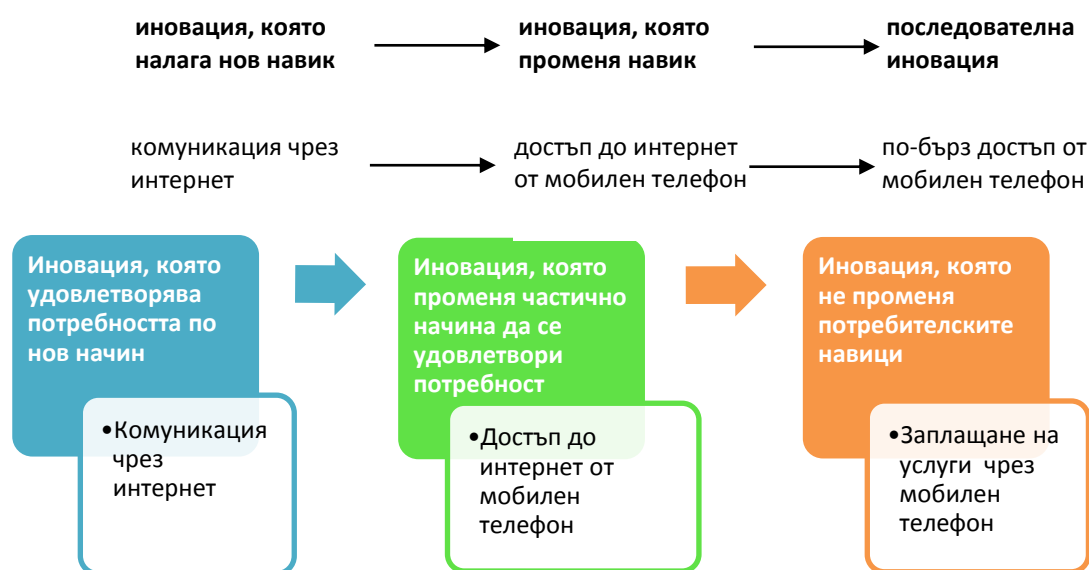 иновация, която
налага нов навик
иновация, която
променя навик
последователна
иновация
комуникация чрез
интернет
достъп до интернет
от мобилен телефон
по-бърз достъп от
мобилен телефон
Иновация, която
удовлетворява
потребността по
нов начин
•Комуникация
чрез
интернет
Иновация, която
променя частично
начина да се
удовлетвори
потребност
•Достъп до
интернет от
мобилен
телефон
Иновация, която
не променя
потребителските
навици
•Заплащане на
услуги чрез
мобилен
телефон